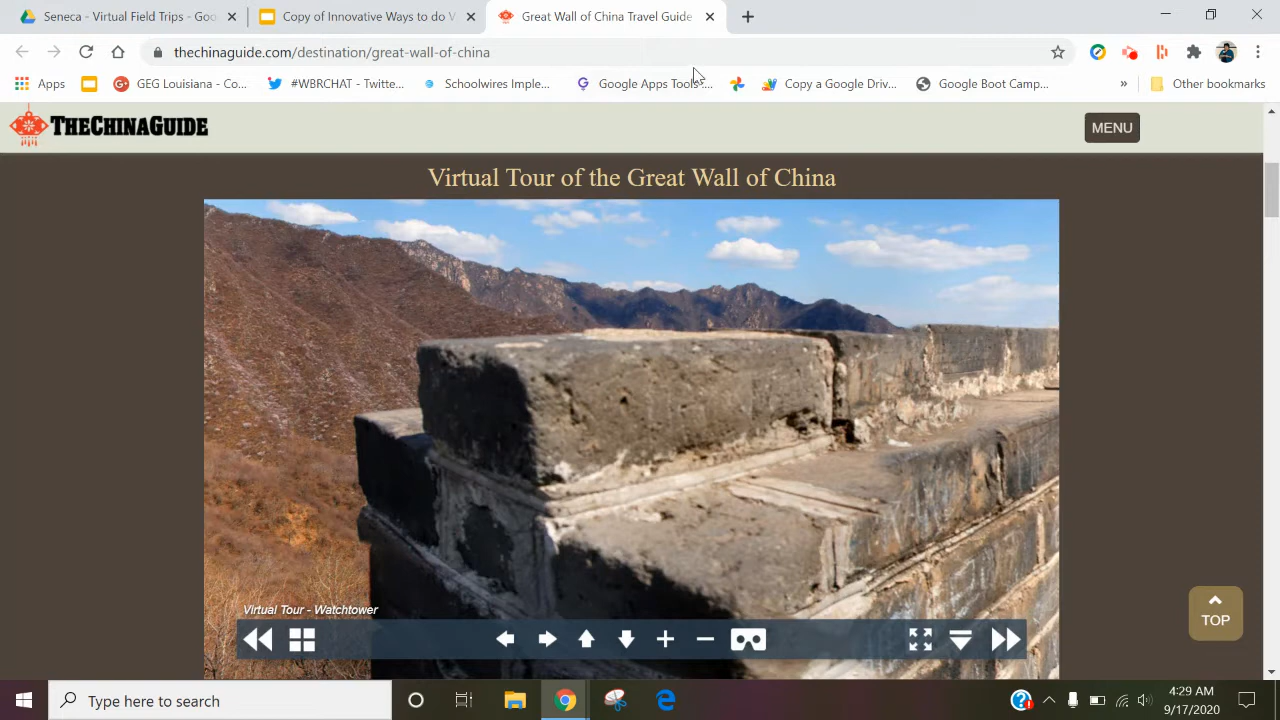 Seneca - Virtual Field Trips - Goo
Copy of Innovative Ways to do V
Great Wall of China Travel Guide
thechinaguide.com/destination/great-wall-of-china
Apps
GEG Louisiana - Co...
#WBRCHAT - Twitte...
Schoolwires Imple...
Google Apps Tools -...
Copy a Google Driv...
Google Boot Camp...
»
Other bookmarks
THECHINAGUIDE
MENU
Virtual Tour of the Great Wall of China
Virtual Tour - Watchtower
TOP
Type here to search
4:29 AM
9/17/2020